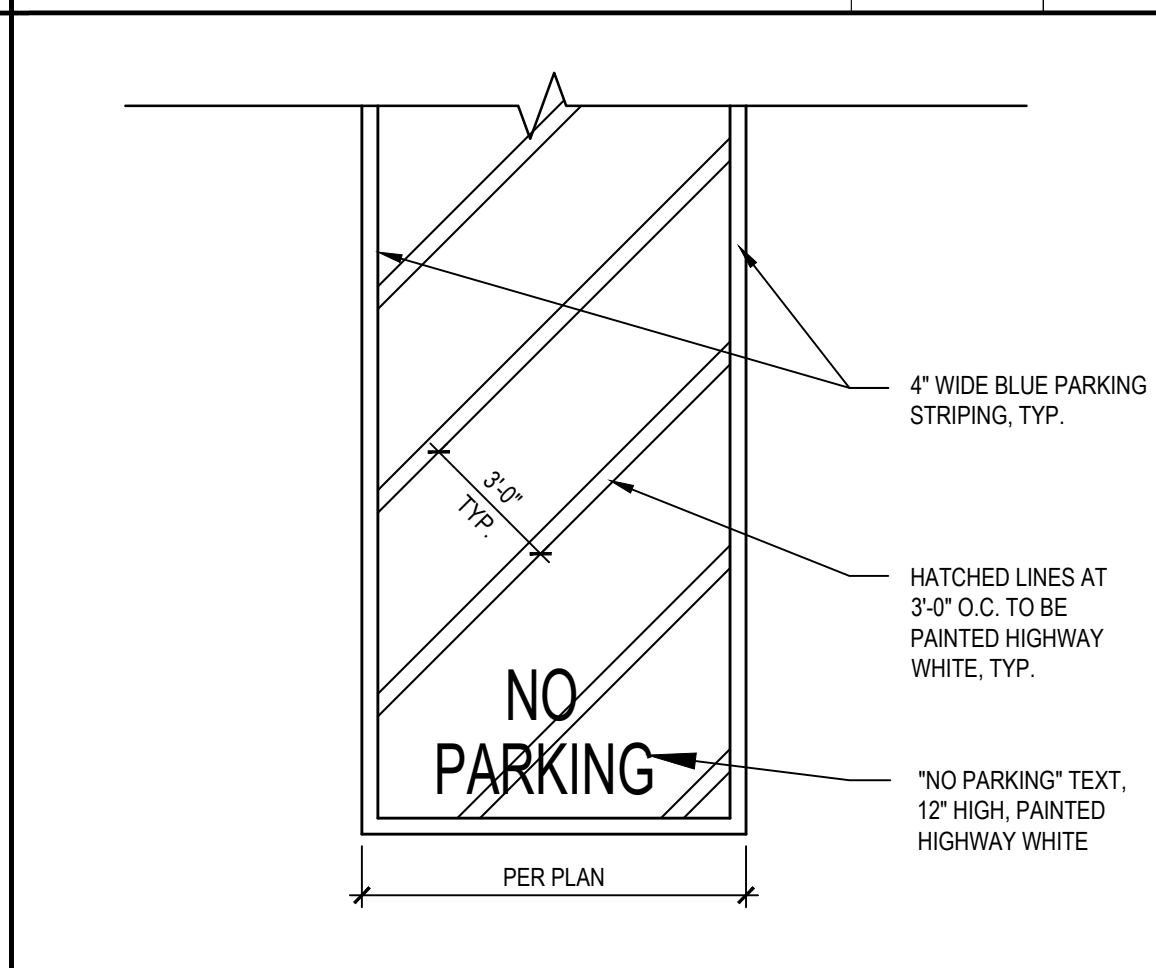 4" WIDE BLUE PARKING
STRIPING, TYP.
3'-0"
TYP.
HATCHED LINES AT
3'-0" O.C. TO BE
PAINTED HIGHWAY
WHITE, TYP.
NO
PARKING
"NO PARKING" TEXT,
12" HIGH, PAINTED
HIGHWAY WHITE
PER PLAN